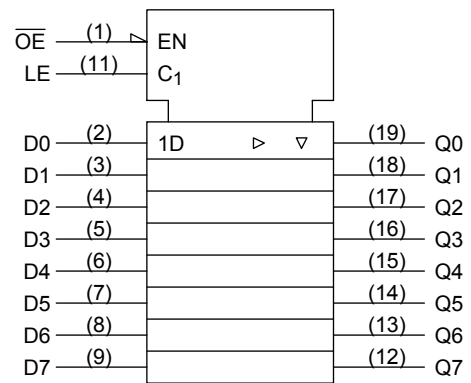 O̅E̅ (1) EN
LE (11) C₁
D0 (2) 1D (19) Q0
D1 (3) (18) Q1
D2 (4) (17) Q2
D3 (5) (16) Q3
D4 (6) (15) Q4
D5 (7) (14) Q5
D6 (8) (13) Q6
D7 (9) (12) Q7